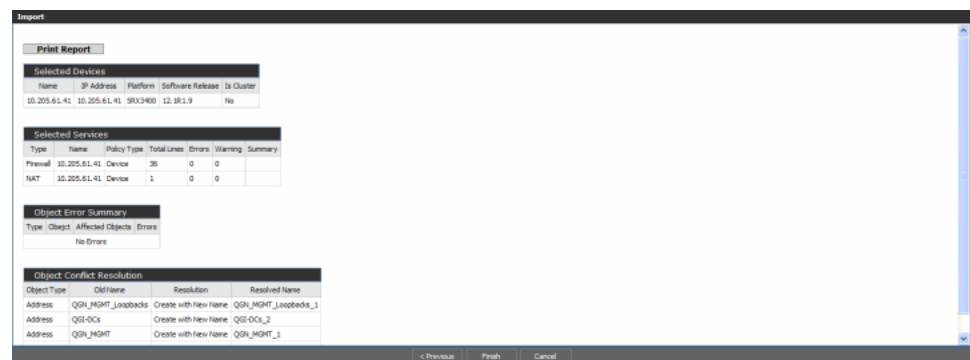 Import
Print Report
Selected Devices
Name IP Address Platform Software Release Is Cluster
10.205.61.41 10.205.61.41 SRX3400 12.1R1.9 No
Selected Services
Type Name Policy Type Total Lines Errors Warning Summary
Firewall 10.205.61.41 Device 36 0 0
NAT 10.205.61.41 Device 1 0 0
Object Error Summary
Type Obejct Affected Objects Errors
No Errors
Object Conflict Resolution
Object Type Old Name Resolution Resolved Name
Address QGN_MGMT_Loopbacks Create with New Name QGN_MGMT_Loopbacks_1
Address QGI-DCs Create with New Name QGI-DCs_2
Address QGN_MGMT Create with New Name QGN_MGMT_1
< Previous Finish Cancel